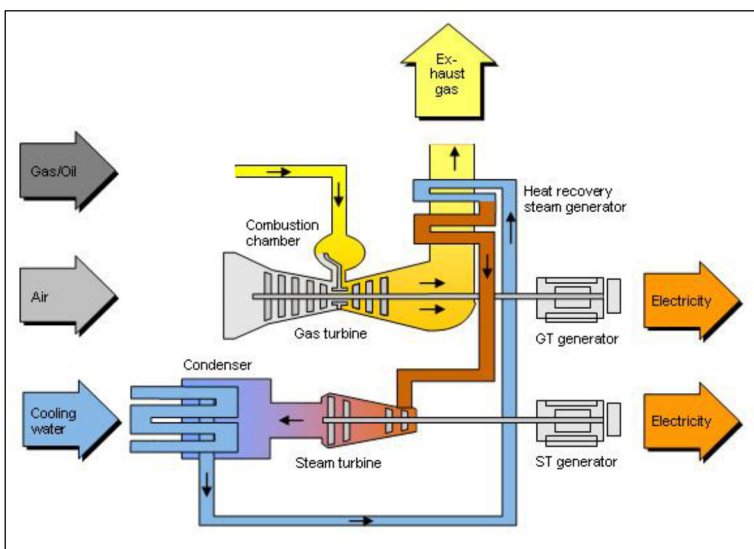 Ex-
haust
gas
Gas/Oil
Heat recovery
steam generator
Combustion
chamber
Air
Electricity
Gas turbine
GT generator
Condenser
Cooling
water
Electricity
Steam turbine
ST generator